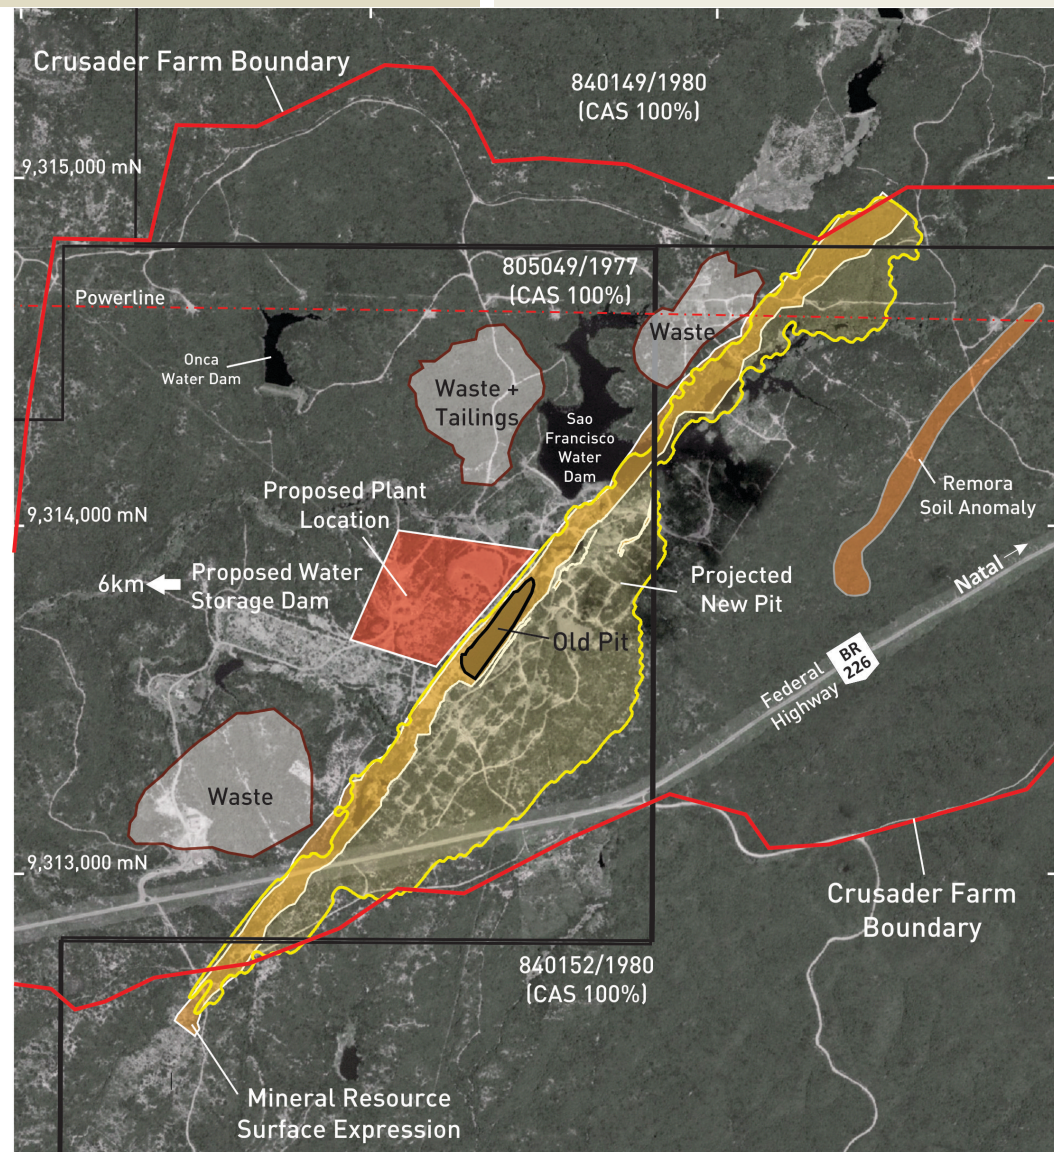 Crusader Farm Boundary
840149/1980
(CAS 100%)
9,315,000 mN
805049/1977
(CAS 100%)
Powerline
Waste
Onca
Water Dam
Waste +
Tailings
Sao
Francisco
Water
Dam
Remora
Soil Anomaly
Proposed Plant
Location
9,314,000 mN
Natal
6km
Proposed Water
Storage Dam
Projected
New Pit
Old Pit
BR
226
Federal
Highway
Waste
9,313,000 mN
Crusader Farm
Boundary
840152/1980
(CAS 100%)
Mineral Resource
Surface Expression